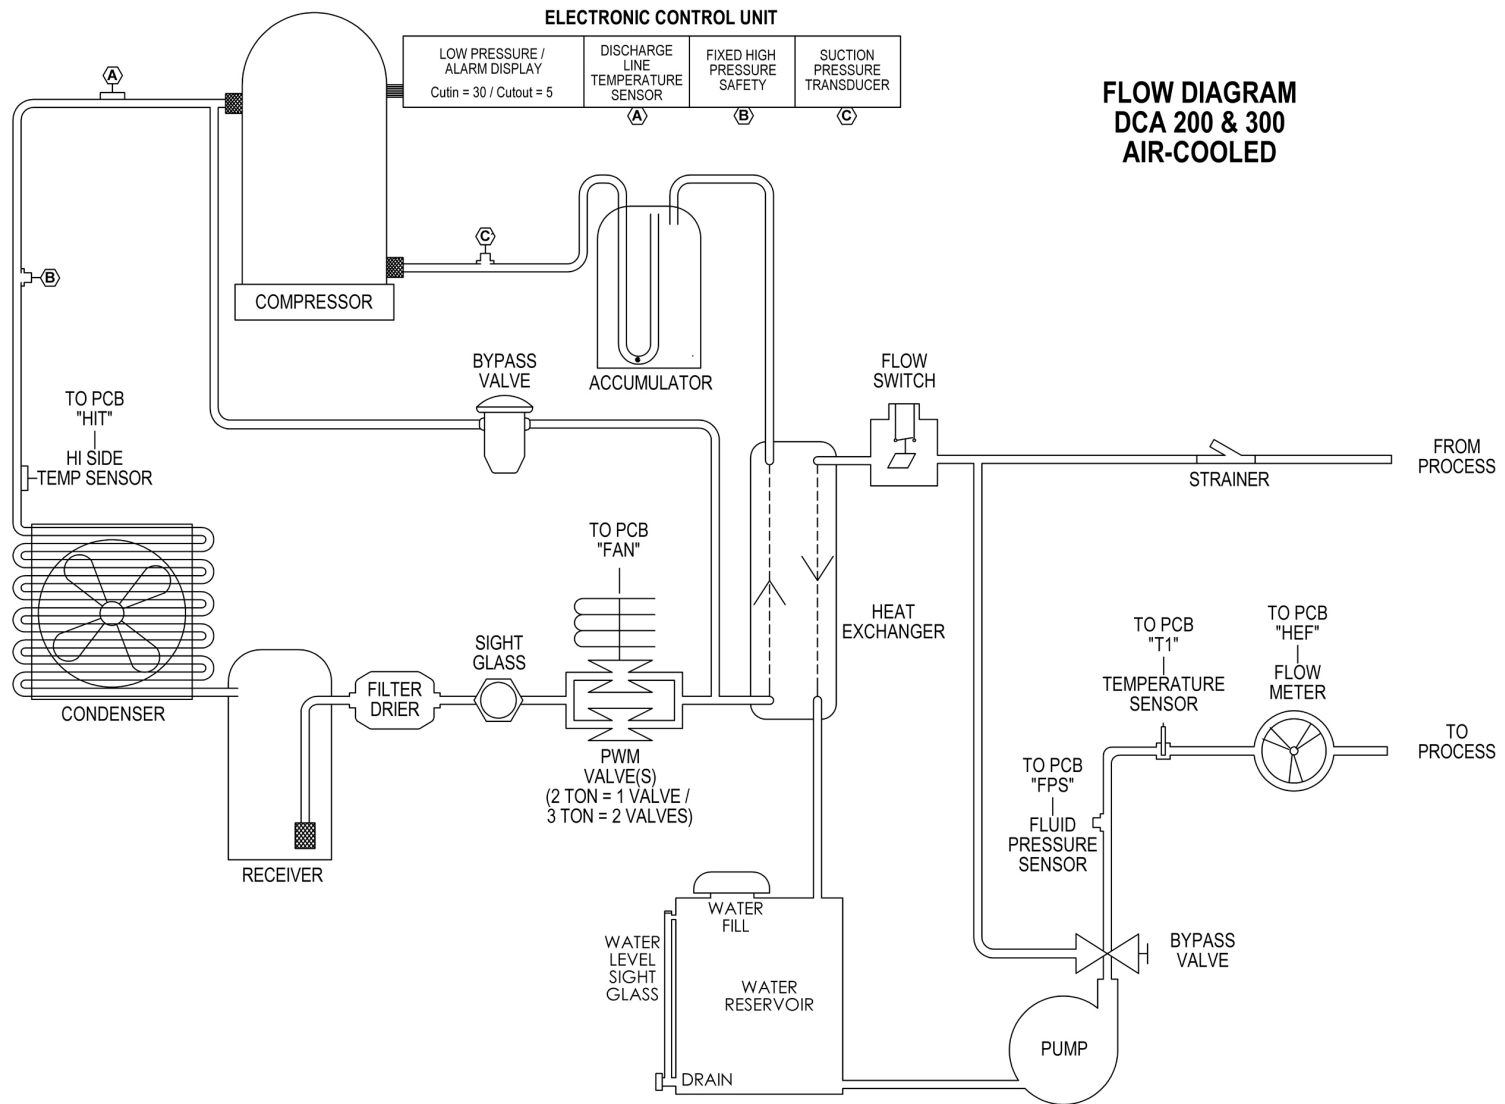 ELECTRONIC CONTROL UNIT
LOW PRESSURE /
ALARM DISPLAY
Cutin = 30 / Cutout = 5
DISCHARGE
LINE
TEMPERATURE
SENSOR
FIXED HIGH
PRESSURE
SAFETY
SUCTION
PRESSURE
TRANSDUCER
A
B
C
FLOW DIAGRAM
DCA 200 & 300
AIR-COOLED
A
C
B
COMPRESSOR
ACCUMULATOR
BYPASS
VALVE
FLOW
SWITCH
TO PCB
"HIT"
HI SIDE
TEMP SENSOR
FROM
PROCESS
STRAINER
TO PCB
"FAN"
HEAT
EXCHANGER
SIGHT
GLASS
TO PCB
"T1"
TEMPERATURE
SENSOR
TO PCB
"HEF"
FLOW
METER
FILTER
DRIER
CONDENSER
TO
PROCESS
PWM
VALVE(S)
(2 TON = 1 VALVE /
3 TON = 2 VALVES)
TO PCB
"FPS"
FLUID
PRESSURE
SENSOR
RECEIVER
WATER
FILL
WATER
LEVEL
SIGHT
GLASS
WATER
RESERVOIR
BYPASS
VALVE
PUMP
DRAIN